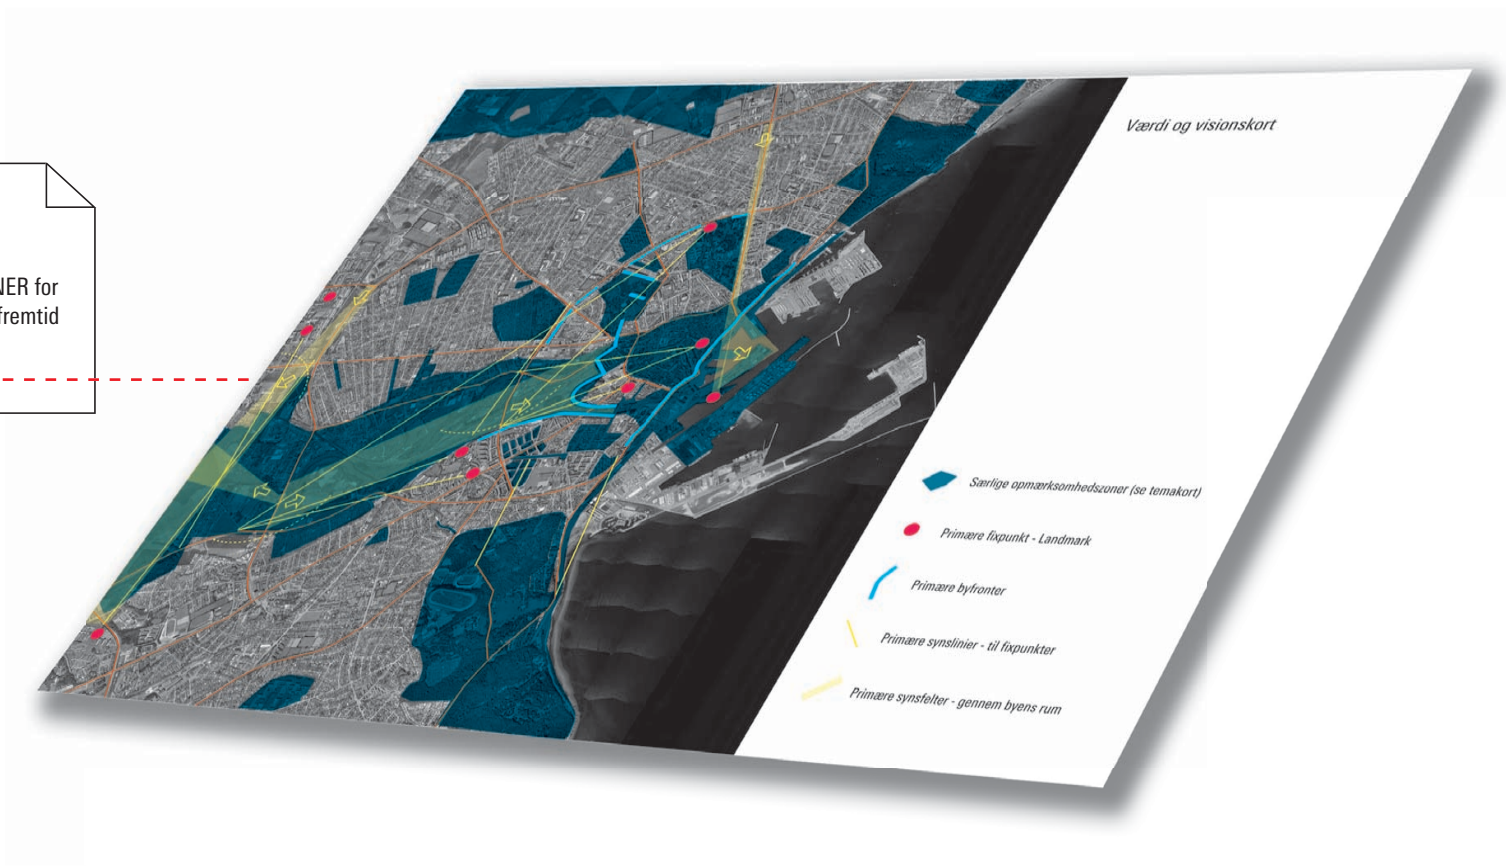 NER for
fremtid
Værdi og visionskort
Særlige opmærksomhedszoner (se temakort)
Primære fixpunkt - Landmark
Primære byfronter
Primære synslinier - til fixpunkter
Primære synsfelter - gennem byens rum